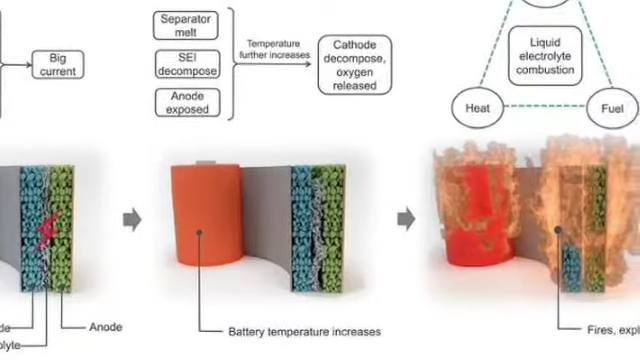 Big
current
Separator
melt
SEI
decompose
Anode
exposed
Temperature
further increases
Cathode
decompose,
oxygen
released
Liquid
electrolyte
combustion
Heat
Fuel
Anode
Battery temperature increases
Fires,